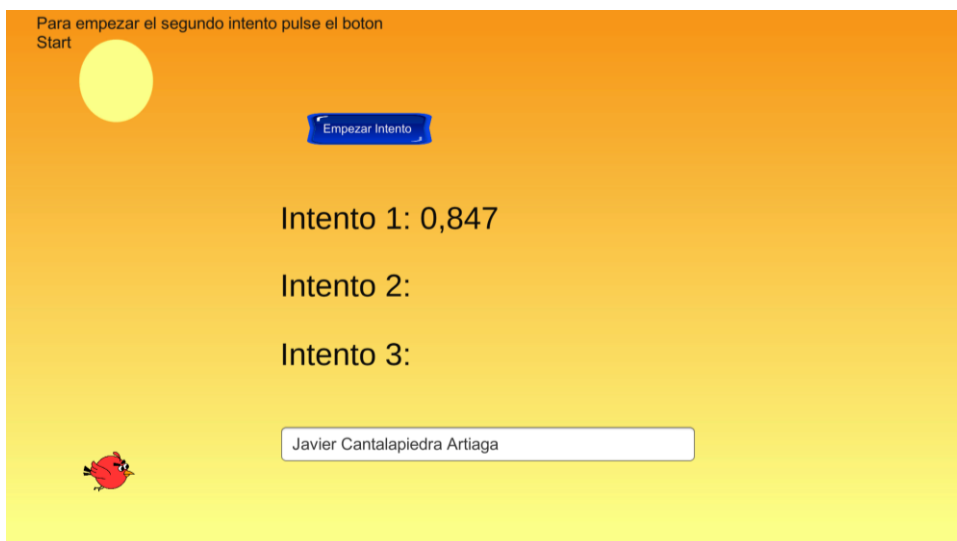 Para empezar el segundo intento pulse el boton
Start
Empezar Intento
Intento 1: 0,847
Intento 2:
Intento 3:
Javier Cantalapiedra Artiaga